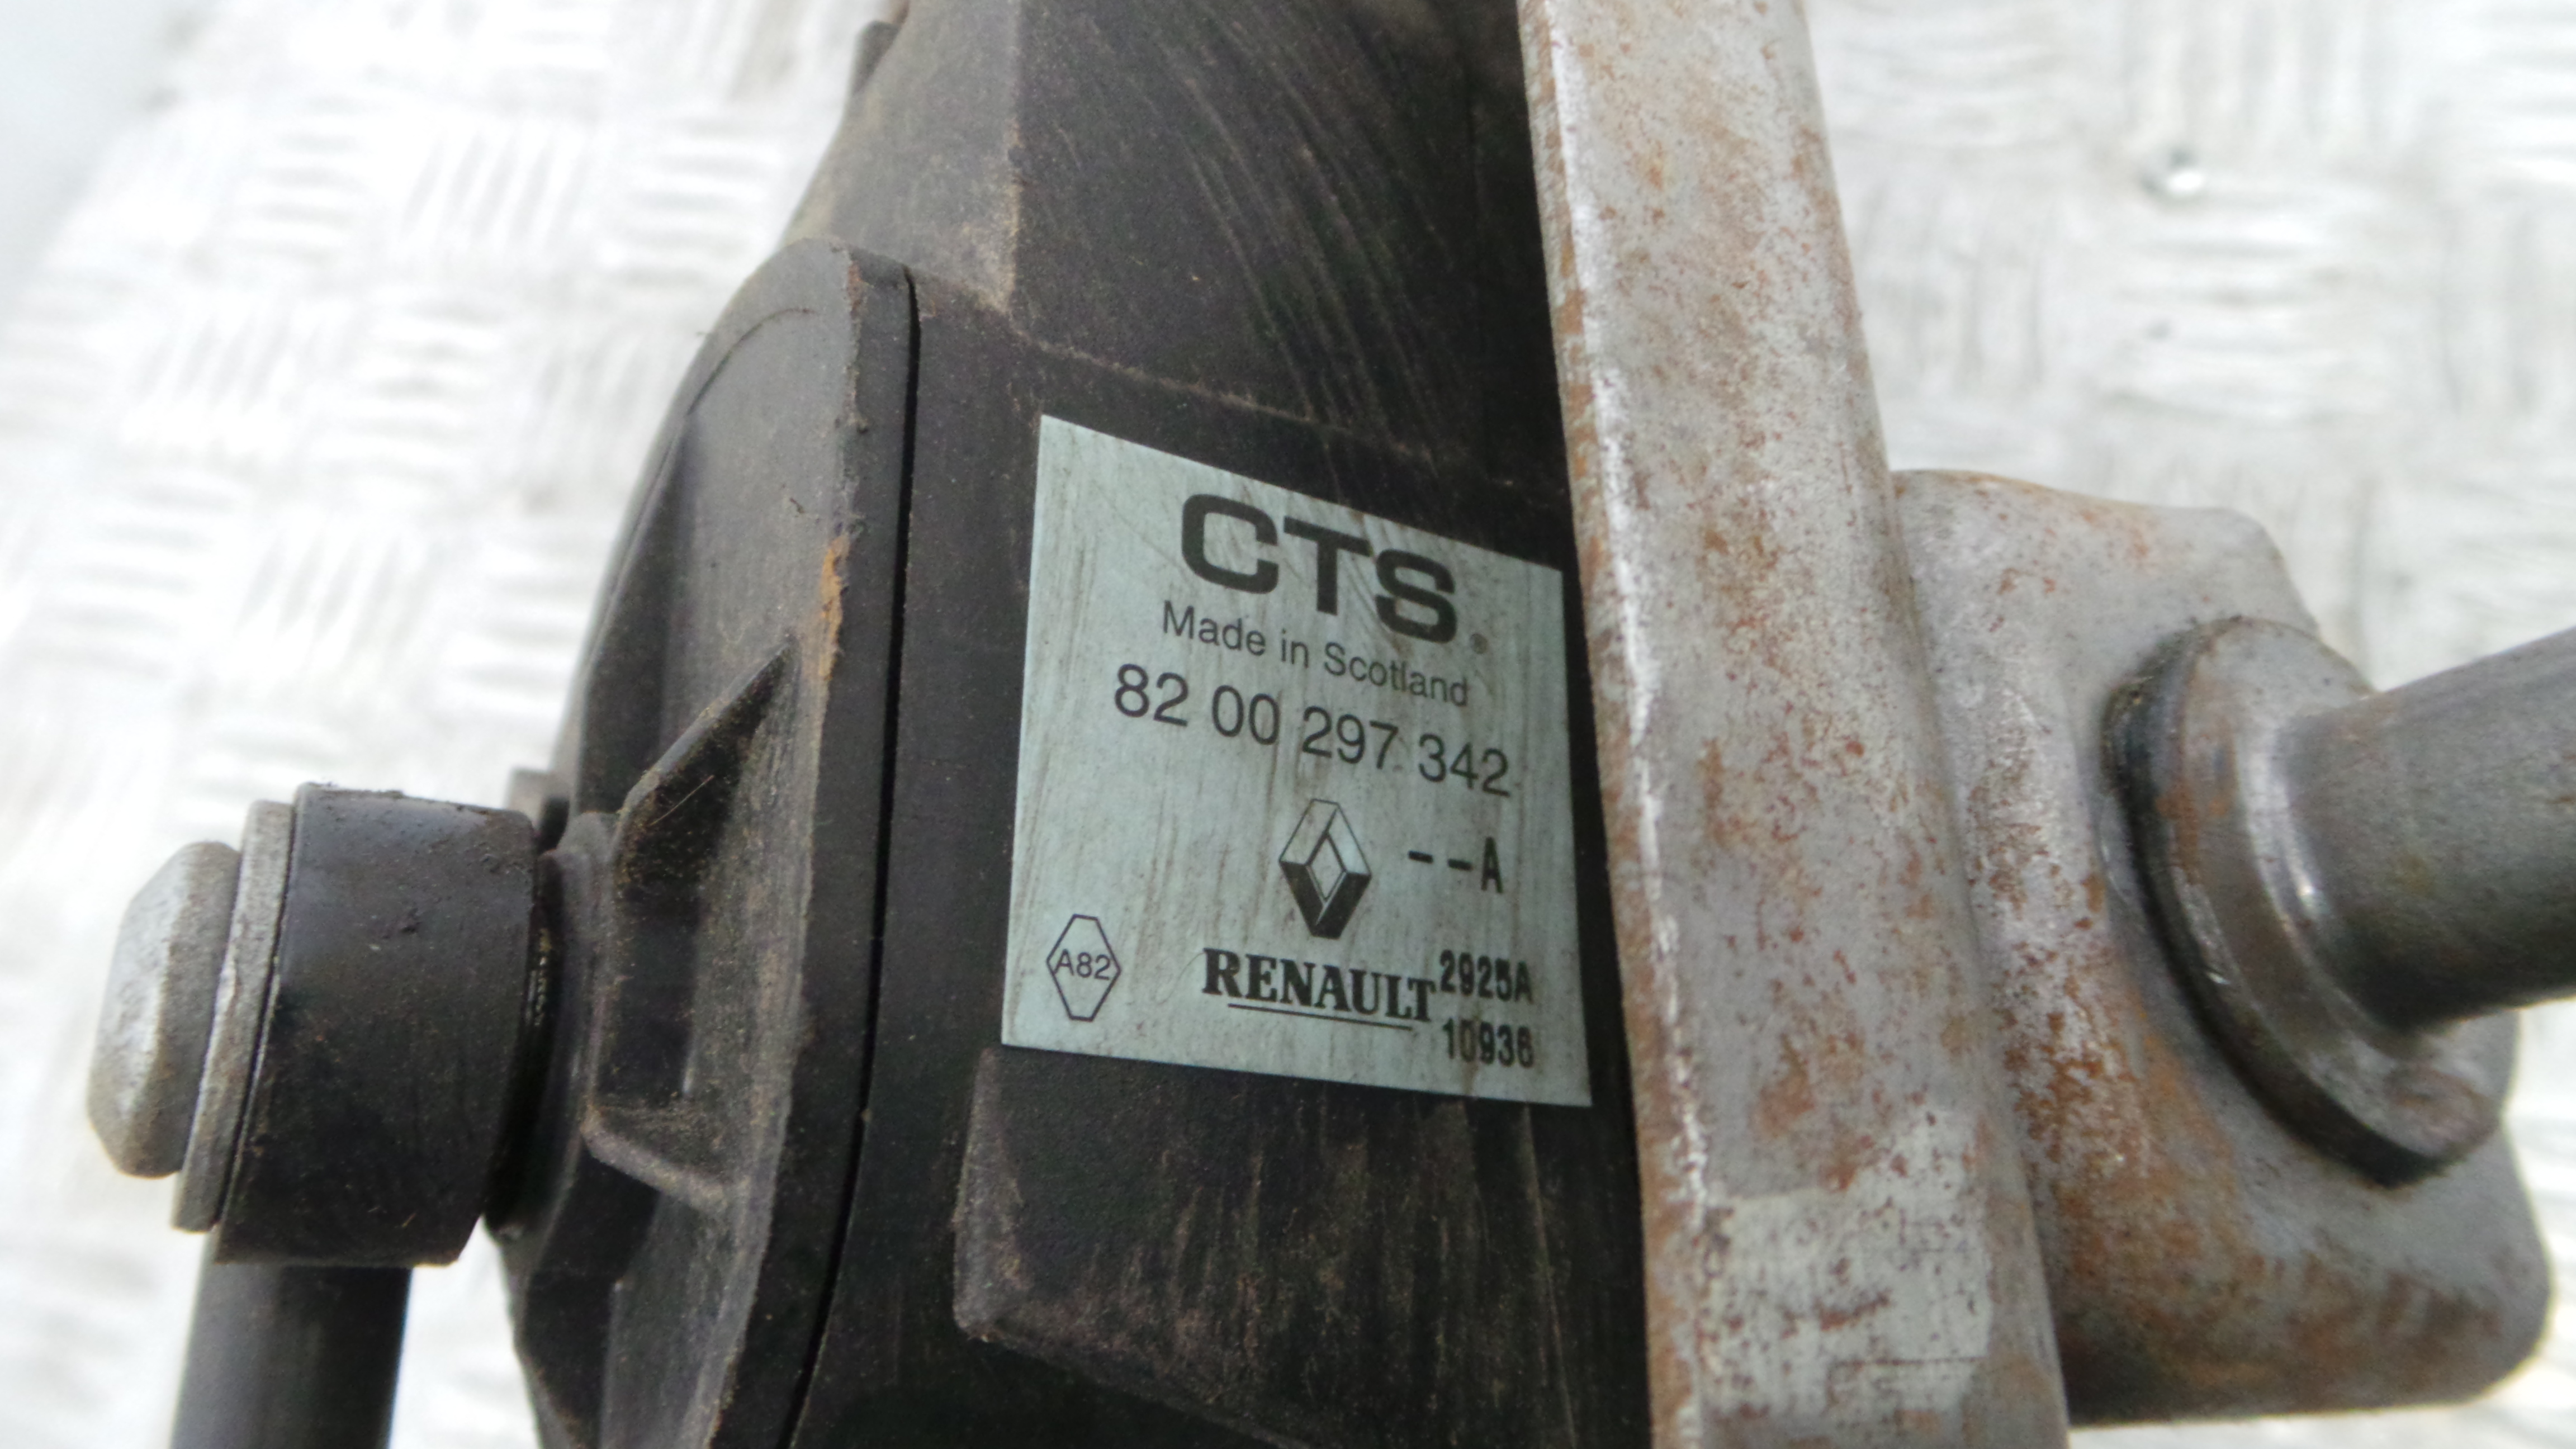 CTS®
Made in Scotland
82 00 297 342
--A
A82
RENAULT
2925A
10936